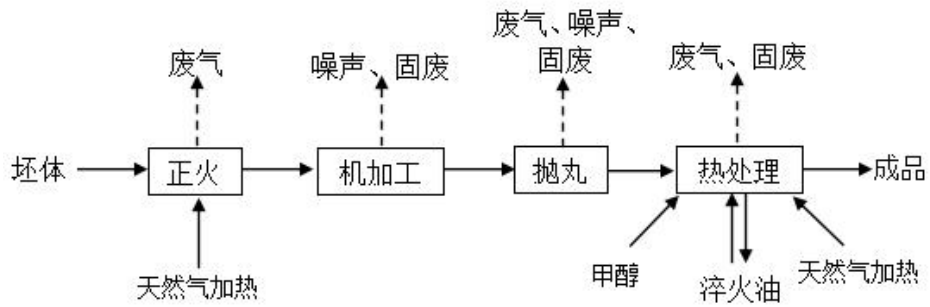 废气、噪声、
固废
废气
噪声、固废
废气、固废
坯体
正火
机加工
抛丸
热处理
成品
天然气加热
甲醇
淬火油
天然气加热